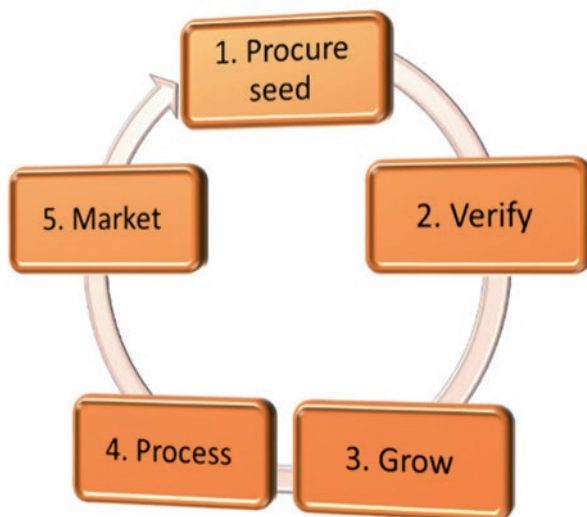 1. Procure
seed
2. Verify
3. Grow
4. Process
5. Market